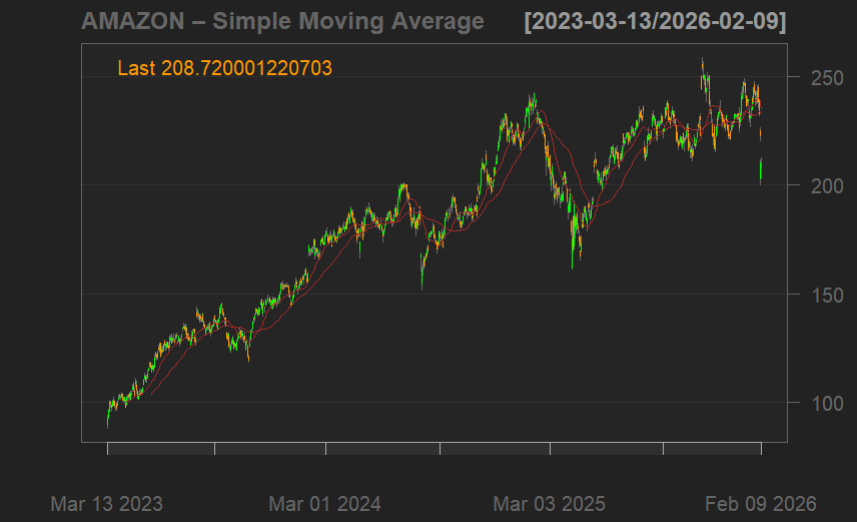 AMAZON – Simple Moving Average [2023-03-13/2026-02-09]
Last 208.720001220703
250
200
150
100
Mar 13 2023 Mar 01 2024 Mar 03 2025 Feb 09 2026